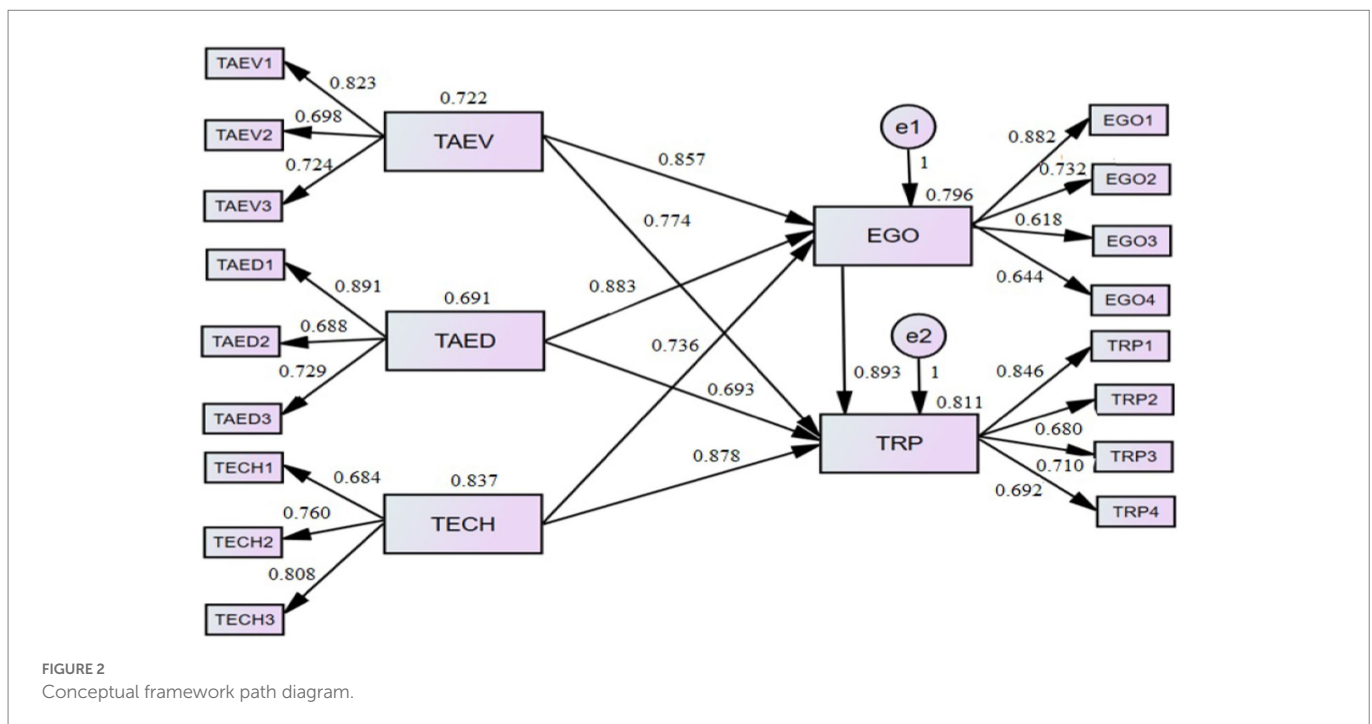 TAEV1
0.823
TAEV2
0.698
TAEV3
0.724
0.722
TAEV
TAED1
0.891
TAED2
0.688
TAED3
0.729
0.691
TAED
TECH1
0.684
TECH2
0.760
TECH3
0.808
0.837
TECH
0.857
0.774
0.883
0.736
0.693
0.878
e1
1
0.796
EGO
0.893
e2
1
0.811
TRP
0.882
EGO1
0.732
EGO2
0.618
EGO3
0.644
EGO4
0.846
TRP1
TRP2
0.680
TRP3
0.710
0.692
TRP4
FIGURE 2
Conceptual framework path diagram.